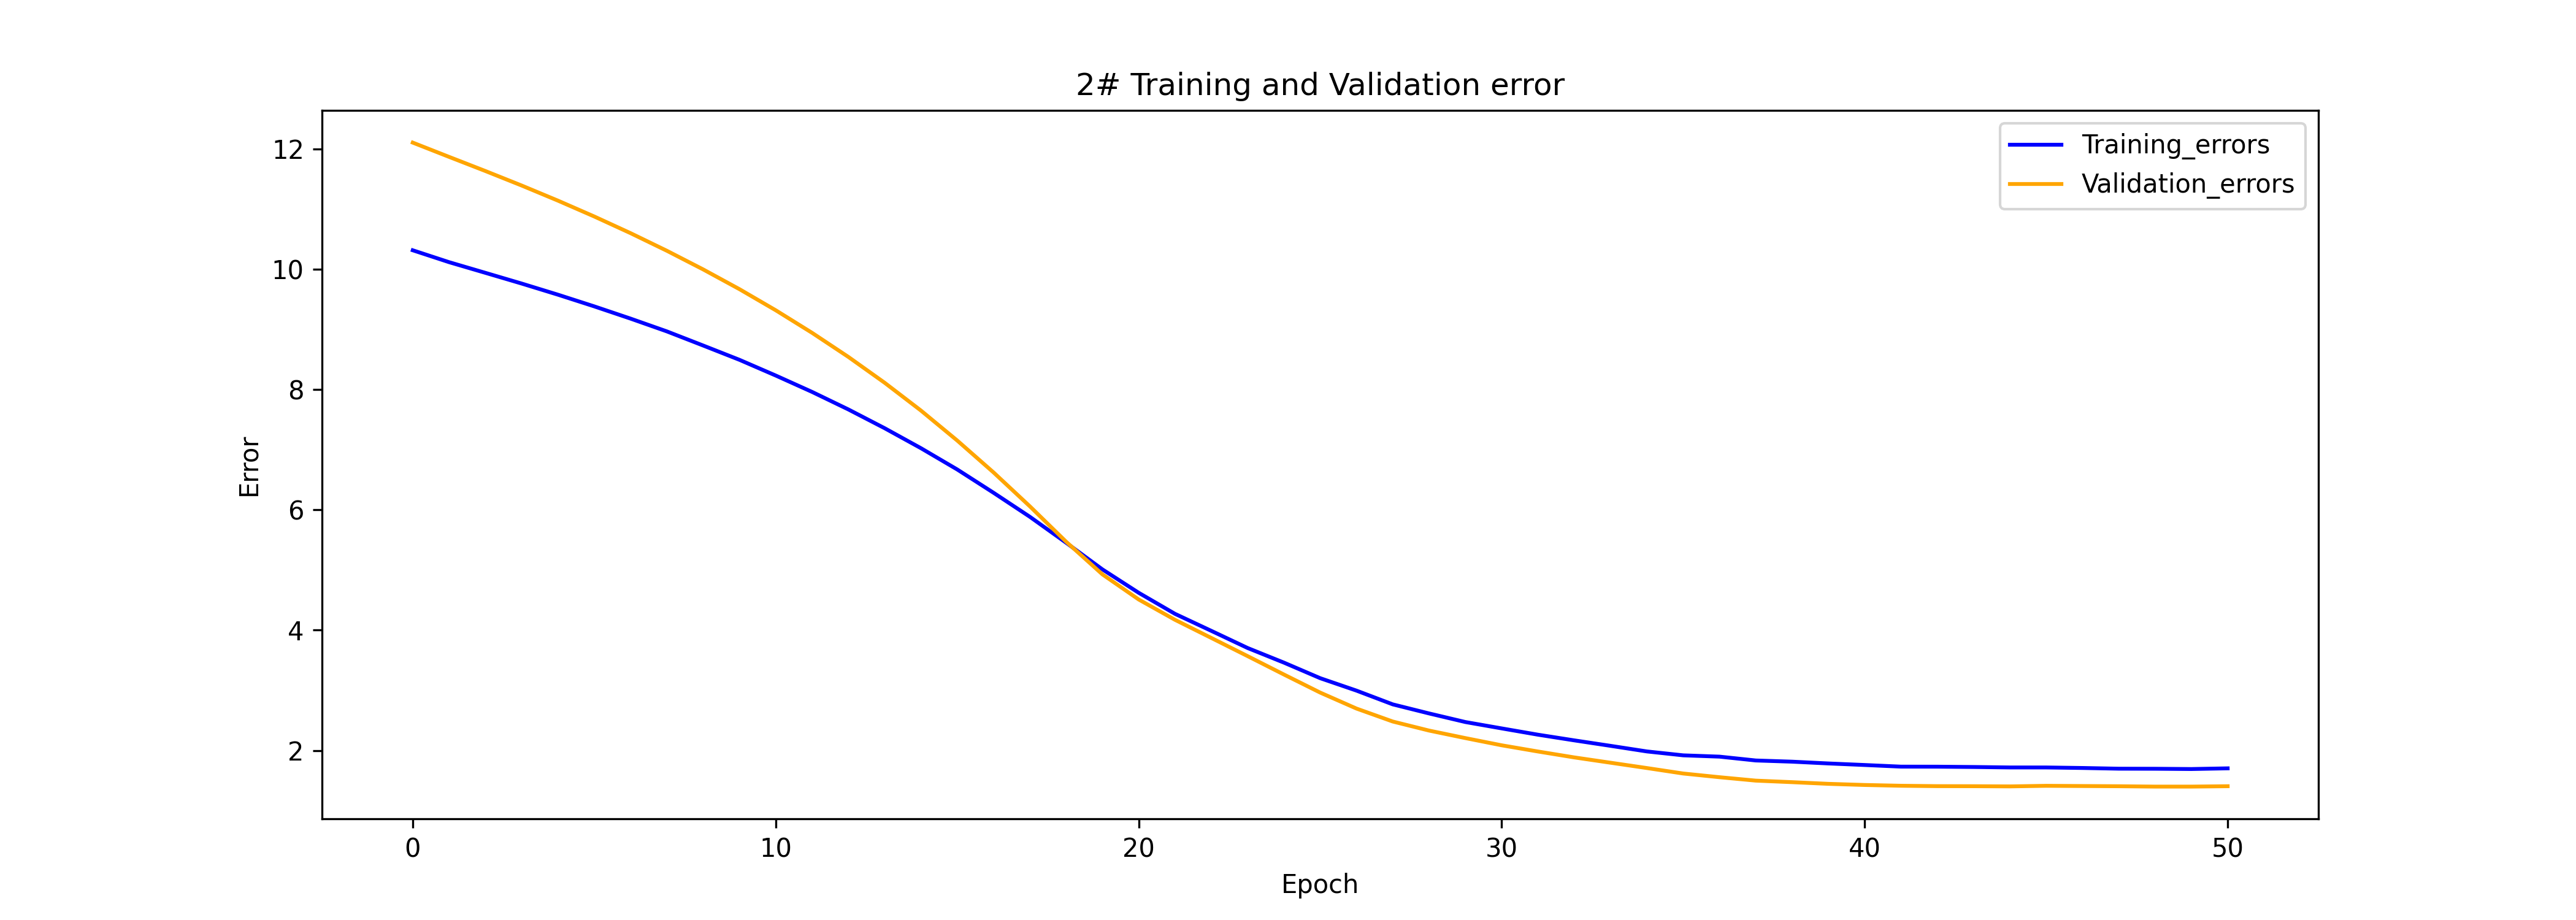 2# Training and Validation error
Training_errors
Validation_errors
12
10
8
6
4
2
Error
0
10
20
30
40
50
Epoch